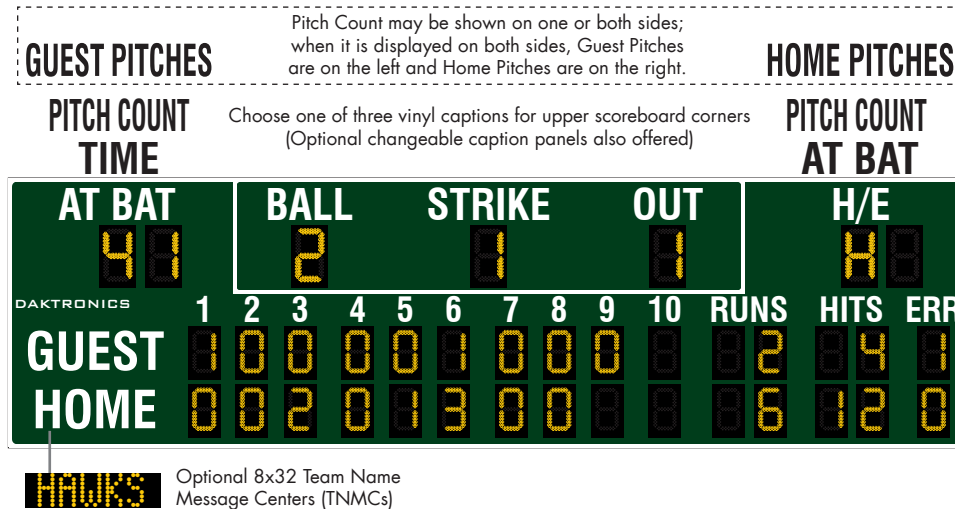 Pitch Count may be shown on one or both sides;
when it is displayed on both sides, Guest Pitches
are on the left and Home Pitches are on the right.
GUEST PITCHES HOME PITCHES
PITCH COUNT PITCH COUNT
Choose one of three vinyl captions for upper scoreboard corners
(Optional changeable caption panels also offered)
TIME AT BAT
AT BAT BALL STRIKE OUT H/E
41 2 1 1 H
DAKTRONICS 1 2 3 4 5 6 7 8 9 10 RUNS HITS ERR
GUEST 1 0 0 0 0 1 0 0 0 2 4 1
HOME 0 0 2 0 1 3 0 0 6 12 0
HAWKS Optional 8x32 Team Name
Message Centers (TNMCs)